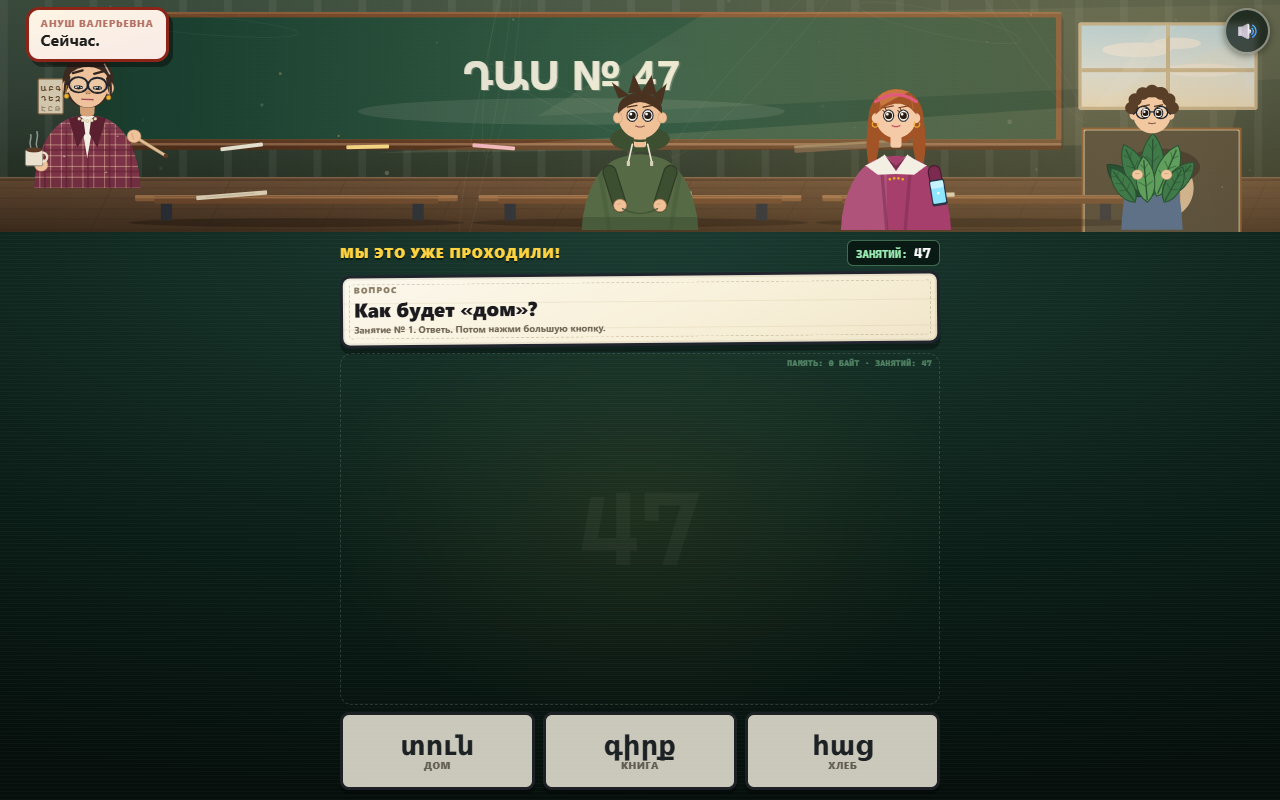 АНУШ ВАЛЕРЬЕВНА
Сейчас.
ԴԱՍ № 47
Ա Բ Գ
Դ Ե Զ
Է Ը Թ
МЫ ЭТО УЖЕ ПРОХОДИЛИ!
ЗАНЯТИЙ: 47
ВОПРОС
Как будет «дом»?
Занятие № 1. Ответь. Потом нажми большую кнопку.
ПАМЯТЬ: 0 БАЙТ · ЗАНЯТИЙ: 47
47
տուն
ДОМ
գիրք
КНИГА
հաց
ХЛЕБ